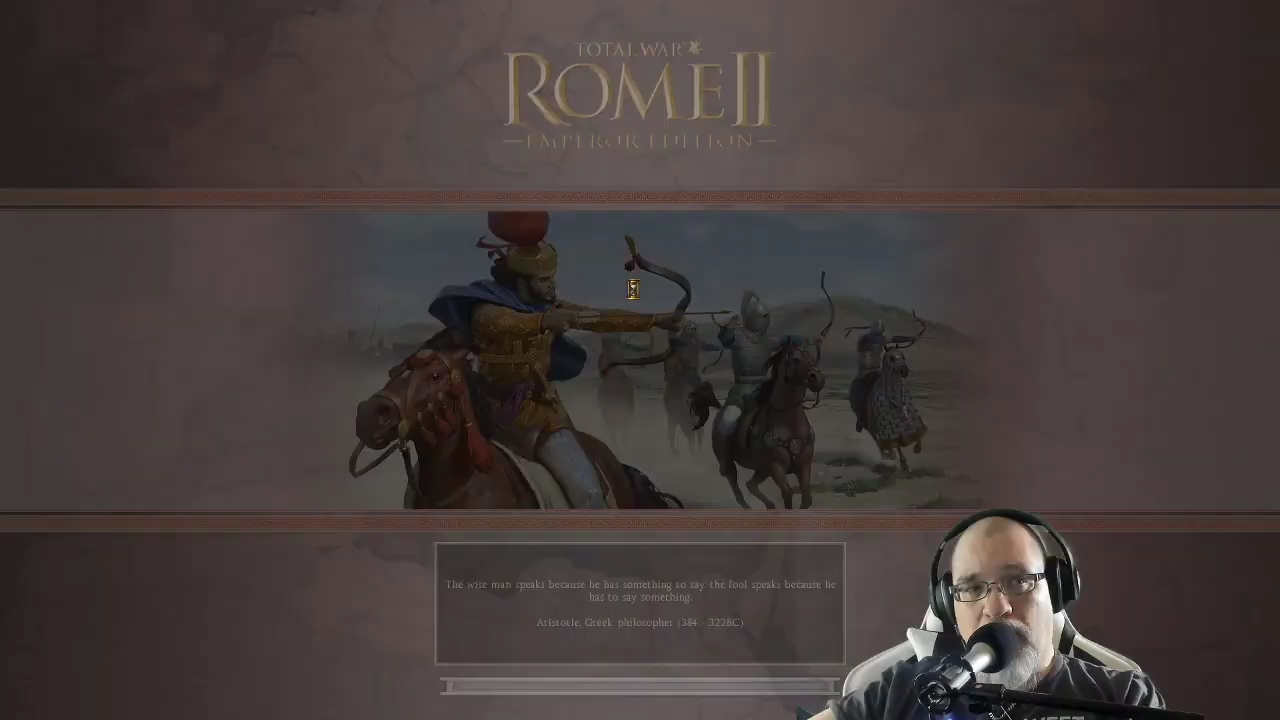 TOTAL WAR
ROME II
EMPEROR EDITION
The wise man speaks because he has something to say: the fool speaks because he
has to say something.
Aristotle, Greek philosopher (384 - 322BC)